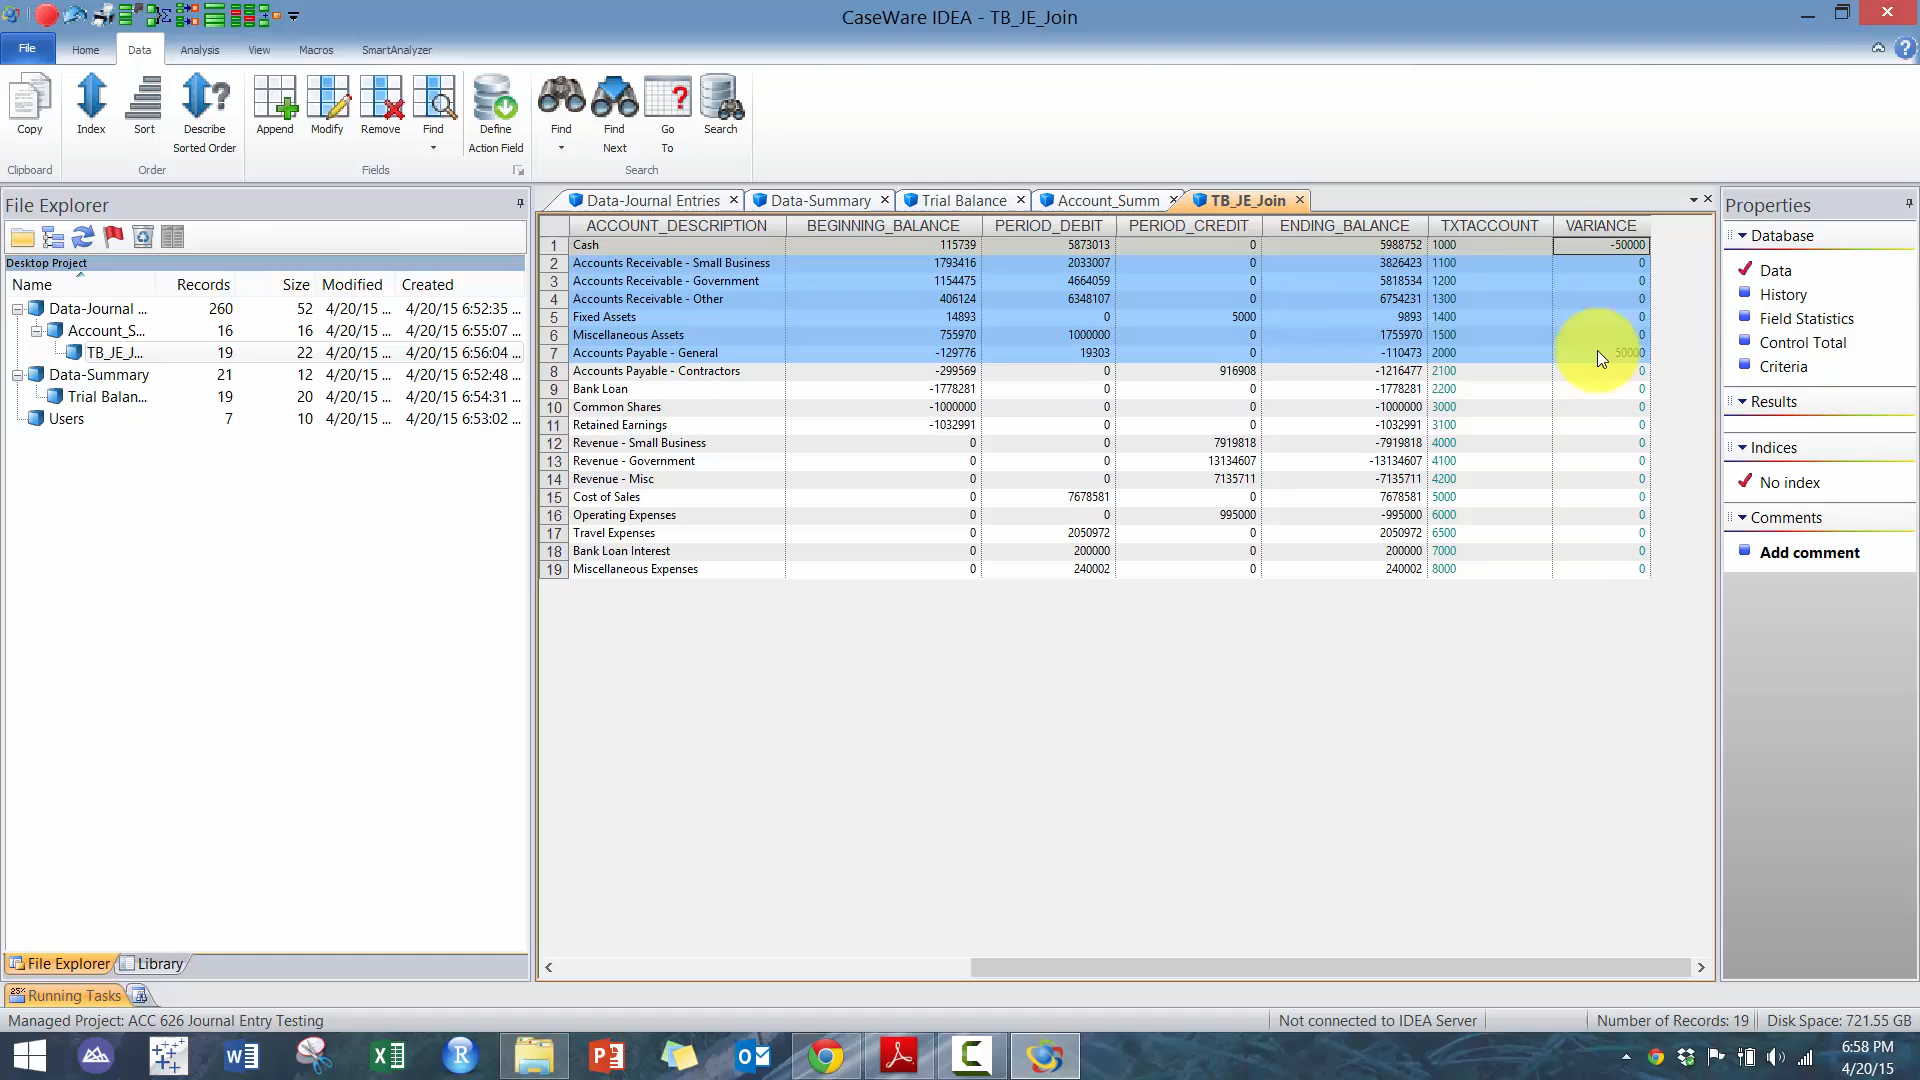 CaseWare IDEA - TB_JE_Join
File Home Data Analysis View Macros SmartAnalyzer
Copy Index Sort Describe Sorted Order Append Modify Remove Find Define Action Field Find Find Next Go To Search
Clipboard Order Fields Search
File Explorer
Desktop Project
Name Records Size Modified Created
Data-Journal ... 260 52 4/20/15 ... 4/20/15 6:52:35 ...
Account_S... 16 16 4/20/15 ... 4/20/15 6:55:07 ...
TB_JE_J... 19 22 4/20/15 ... 4/20/15 6:56:04 ...
Data-Summary 21 12 4/20/15 ... 4/20/15 6:52:48 ...
Trial Balan... 19 20 4/20/15 ... 4/20/15 6:54:31 ...
Users 7 10 4/20/15 ... 4/20/15 6:53:02 ...
File Explorer Library
Data-Journal Entries Data-Summary Trial Balance Account_Summ TB_JE_Join
ACCOUNT_DESCRIPTION BEGINNING_BALANCE PERIOD_DEBIT PERIOD_CREDIT ENDING_BALANCE TXTACCOUNT VARIANCE
1 Cash 115739 5873013 0 5988752 1000 -50000
2 Accounts Receivable - Small Business 1793416 2033007 0 3826423 1100 0
3 Accounts Receivable - Government 1154475 4664059 0 5818534 1200 0
4 Accounts Receivable - Other 406124 6348107 0 6754231 1300 0
5 Fixed Assets 14893 0 5000 9893 1400 0
6 Miscellaneous Assets 755970 1000000 0 1755970 1500 0
7 Accounts Payable - General -129776 19303 0 -110473 2000 50000
8 Accounts Payable - Contractors -299569 0 916908 -1216477 2100 0
9 Bank Loan -1778281 0 0 -1778281 2200 0
10 Common Shares -1000000 0 0 -1000000 3000 0
11 Retained Earnings -1032991 0 0 -1032991 3100 0
12 Revenue - Small Business 0 0 7919818 -7919818 4000 0
13 Revenue - Government 0 0 13134607 -13134607 4100 0
14 Revenue - Misc 0 0 7135711 -7135711 4200 0
15 Cost of Sales 0 7678581 0 7678581 5000 0
16 Operating Expenses 0 0 995000 -995000 6000 0
17 Travel Expenses 0 2050972 0 2050972 6500 0
18 Bank Loan Interest 0 200000 0 200000 7000 0
19 Miscellaneous Expenses 0 240002 0 240002 8000 0
Properties
Database
Data
History
Field Statistics
Control Total
Criteria
Results
Indices
No index
Comments
Add comment
25% Running Tasks
Managed Project: ACC 626 Journal Entry Testing Not connected to IDEA Server Number of Records: 19 Disk Space: 721.55 GB
6:58 PM
4/20/15